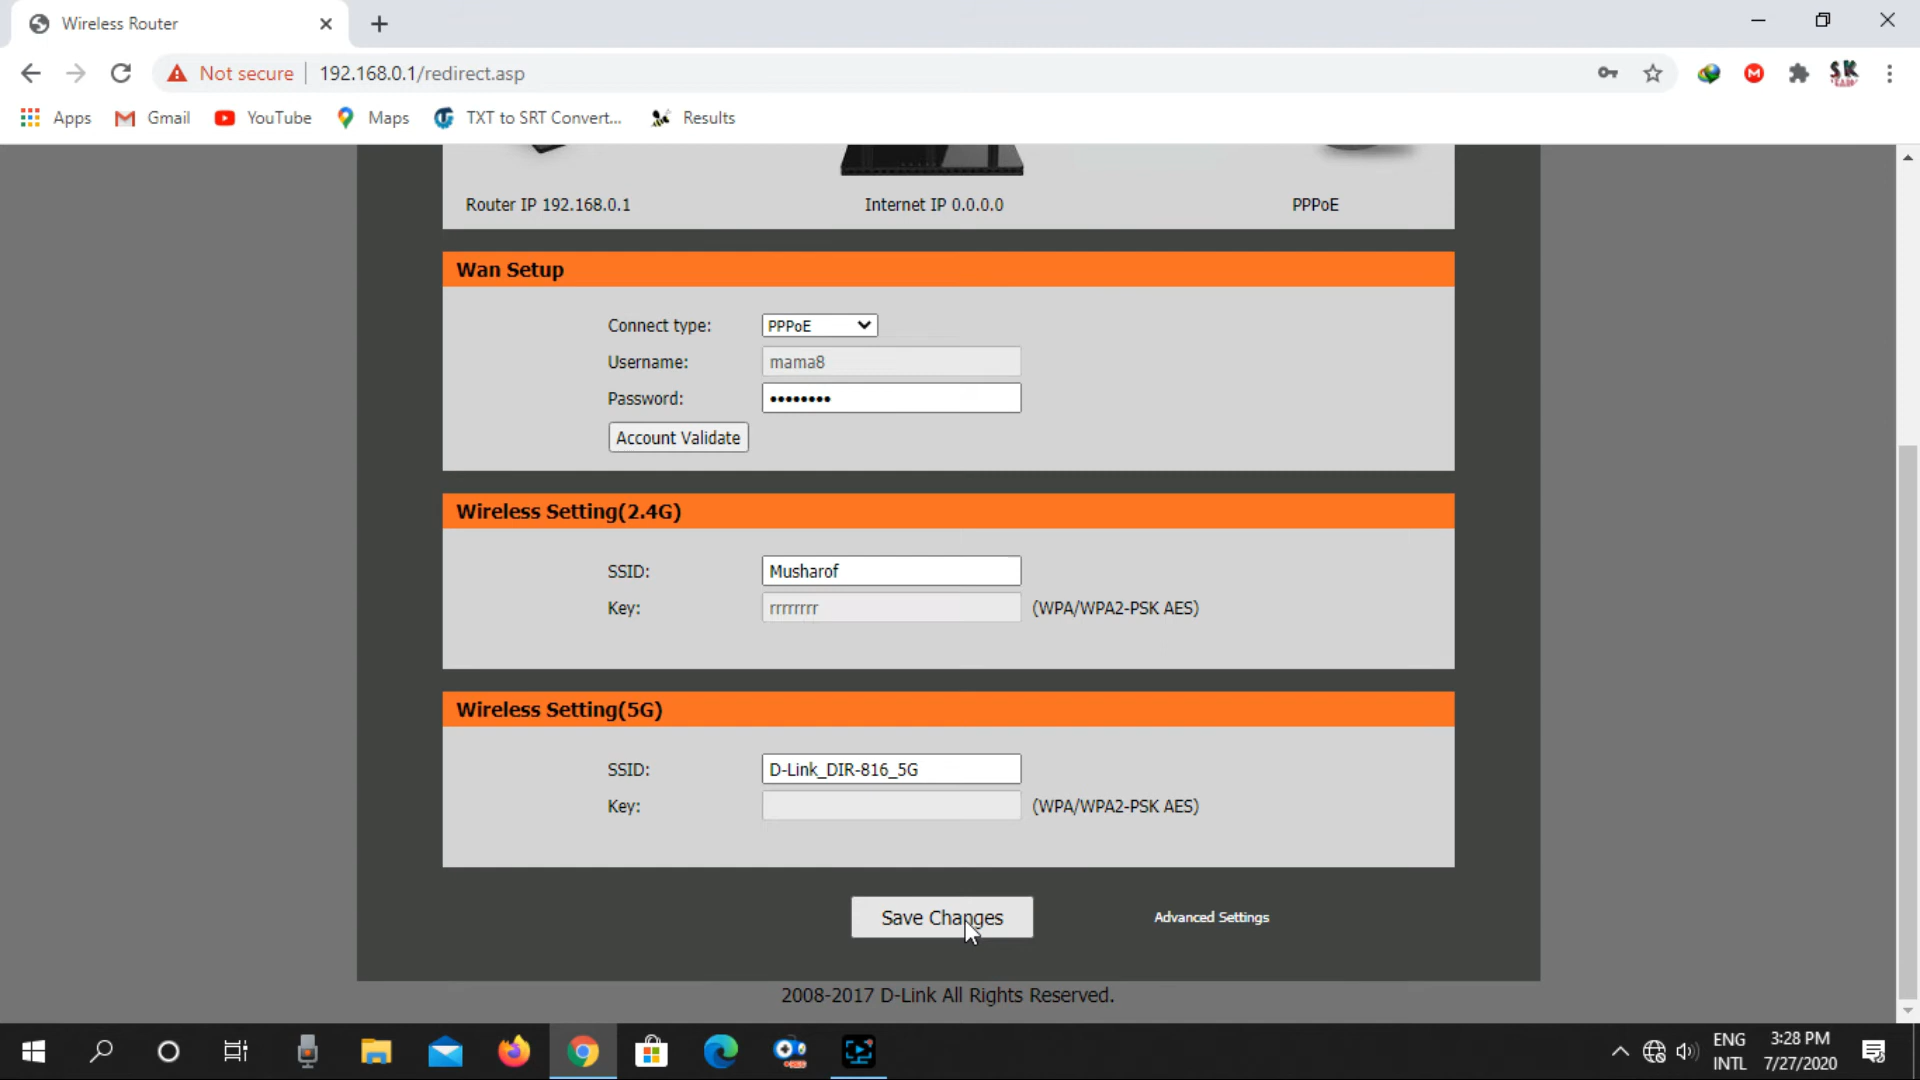 Wireless Router
Not secure
192.168.0.1/redirect.asp
Apps
Gmail
YouTube
Maps
TXT to SRT Convert...
Results
Router IP 192.168.0.1
Internet IP 0.0.0.0
PPPoE
Wan Setup
Connect type:
PPPoE
Username:
mama8
Password:
••••••••
Account Validate
Wireless Setting(2.4G)
SSID:
Musharof
Key:
rrrrrrrr
(WPA/WPA2-PSK AES)
Wireless Setting(5G)
SSID:
D-Link_DIR-816_5G
Key:
(WPA/WPA2-PSK AES)
Save Changes
Advanced Settings
2008-2017 D-Link All Rights Reserved.
ENG
INTL
3:28 PM
7/27/2020